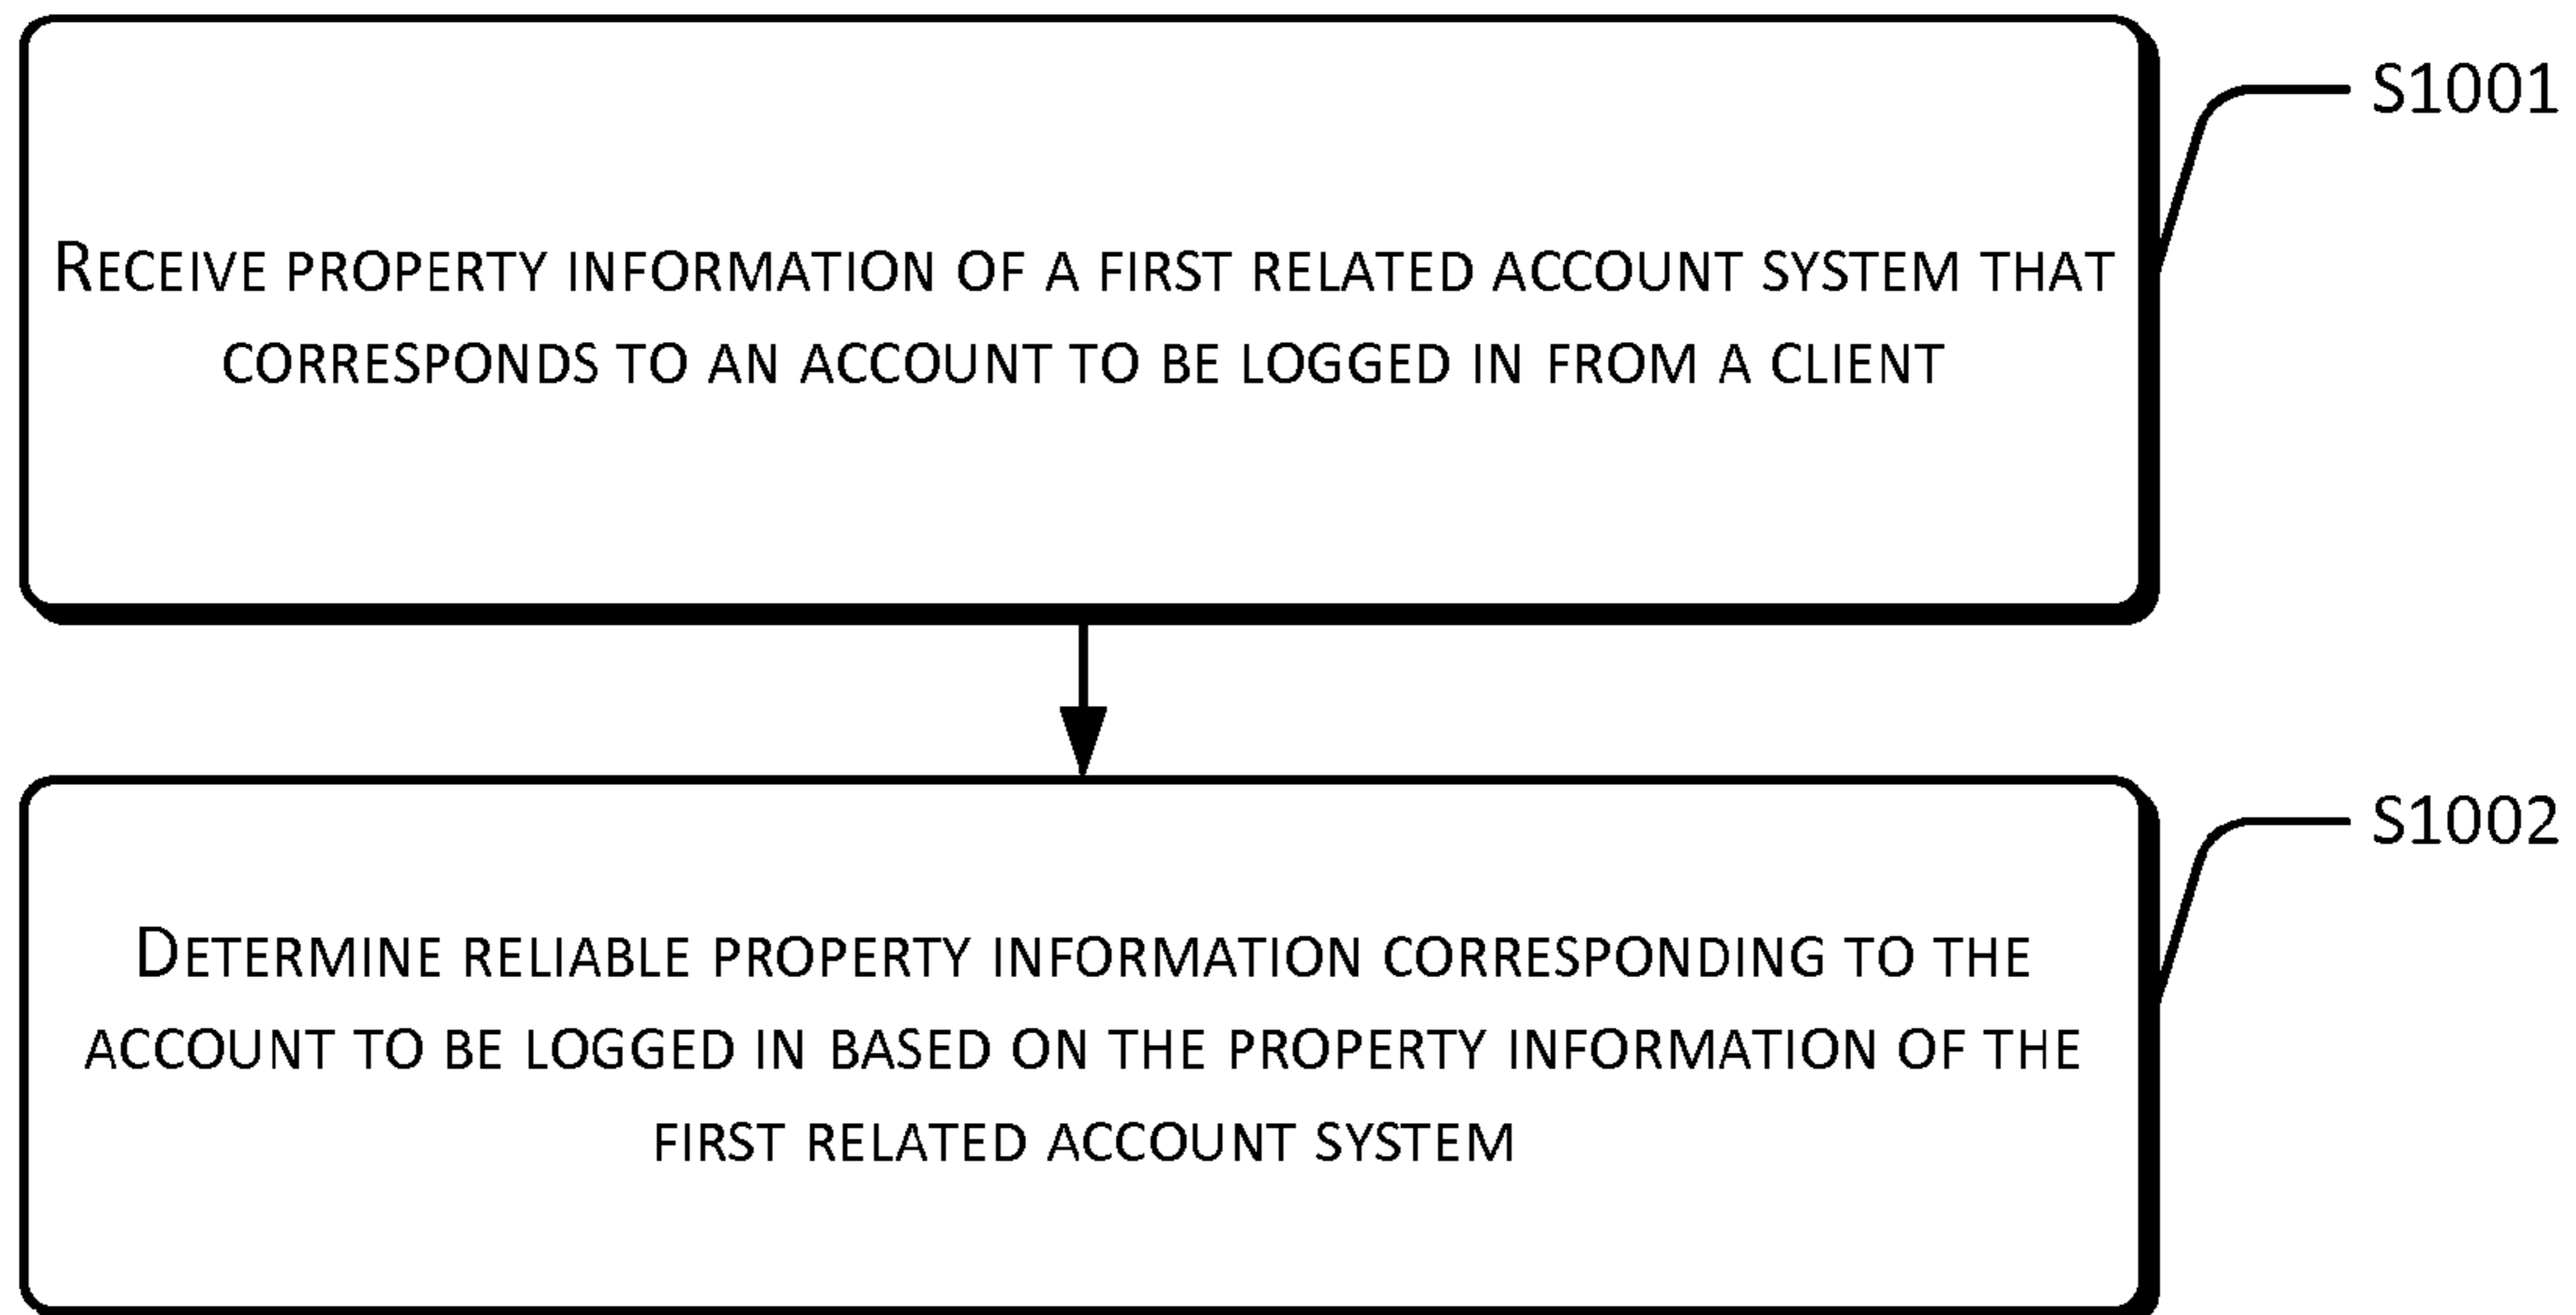 S1001
RECEIVE PROPERTY INFORMATION OF A FIRST RELATED ACCOUNT SYSTEM THAT
CORRESPONDS TO AN ACCOUNT TO BE LOGGED IN FROM A CLIENT
S1002
DETERMINE RELIABLE PROPERTY INFORMATION CORRESPONDING TO THE
ACCOUNT TO BE LOGGED IN BASED ON THE PROPERTY INFORMATION OF THE
FIRST RELATED ACCOUNT SYSTEM